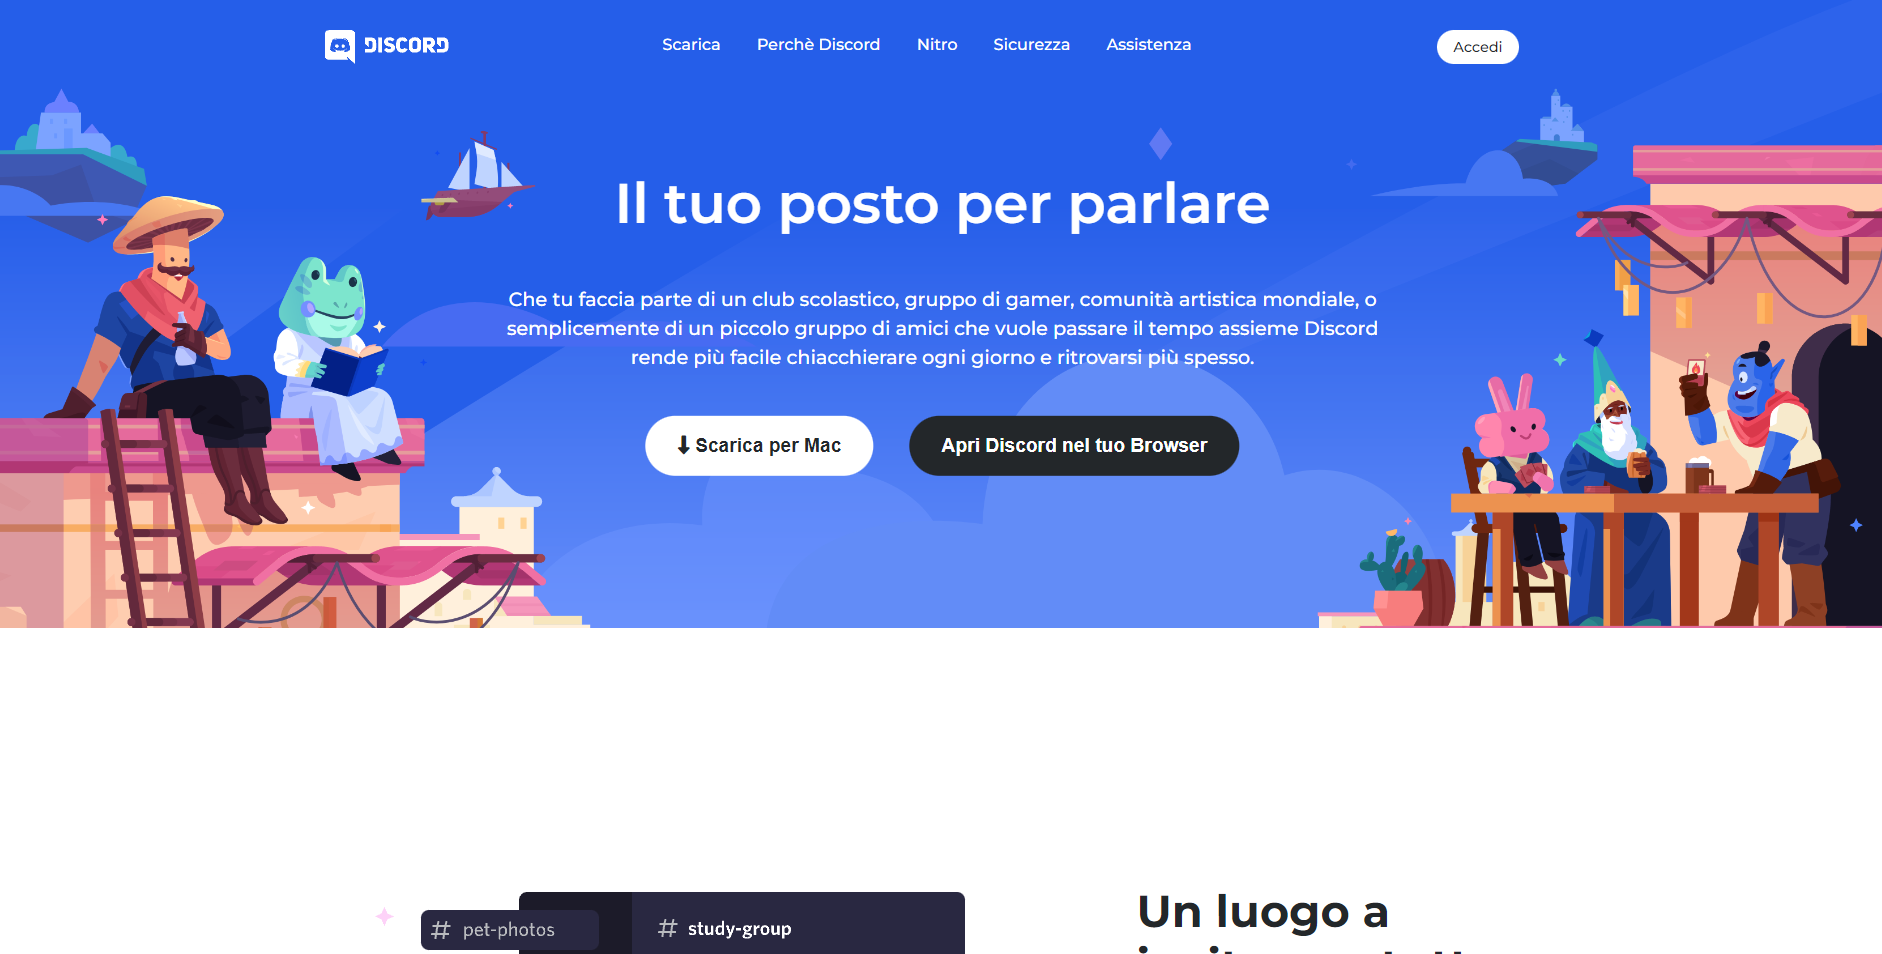 DISCORD
Scarica
Perchè Discord
Nitro
Sicurezza
Assistenza
Accedi
Il tuo posto per parlare
Che tu faccia parte di un club scolastico, gruppo di gamer, comunità artistica mondiale, o
semplicemente di un piccolo gruppo di amici che vuole passare il tempo assieme Discord
rende più facile chiacchierare ogni giorno e ritrovarsi più spesso.
Scarica per Mac
Apri Discord nel tuo Browser
# pet-photos
# study-group
Un luogo a